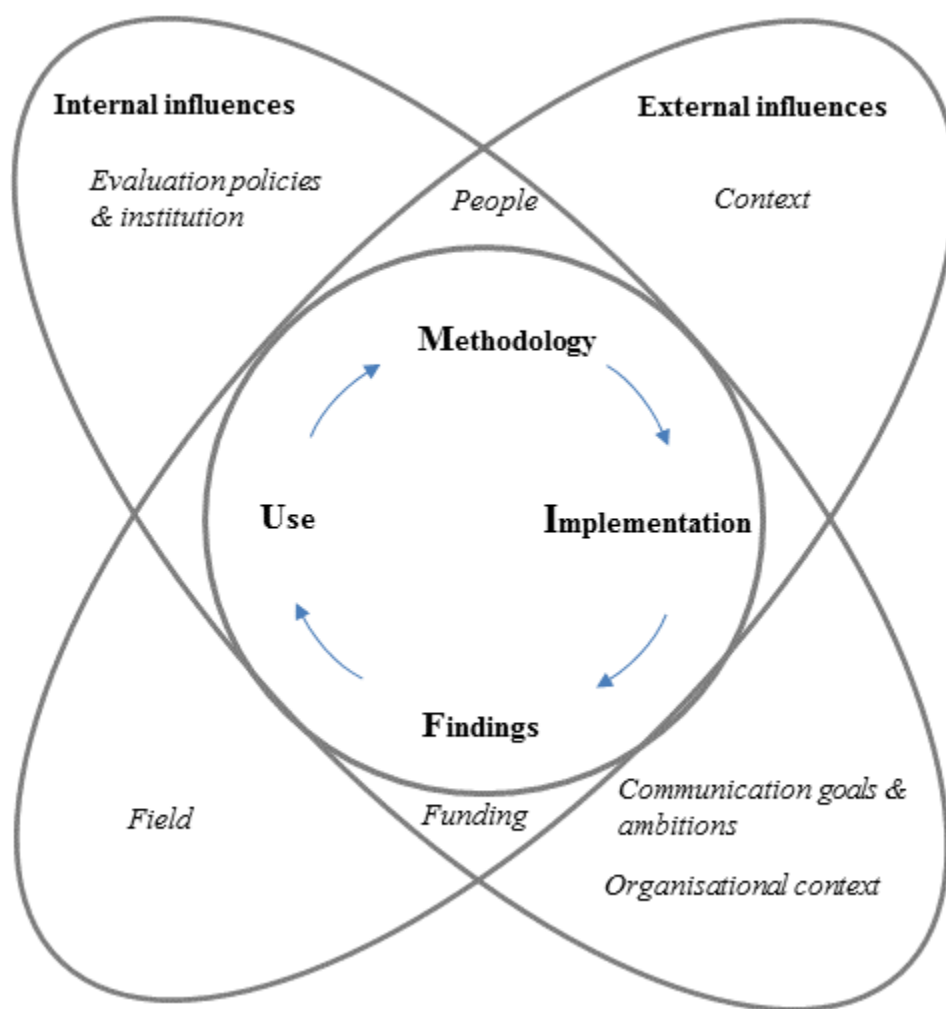 Internal influences
External influences
Evaluation policies
& institution
People
Context
Methodology
Use
Implementation
Findings
Field
Funding
Communication goals &
ambitions
Organisational context